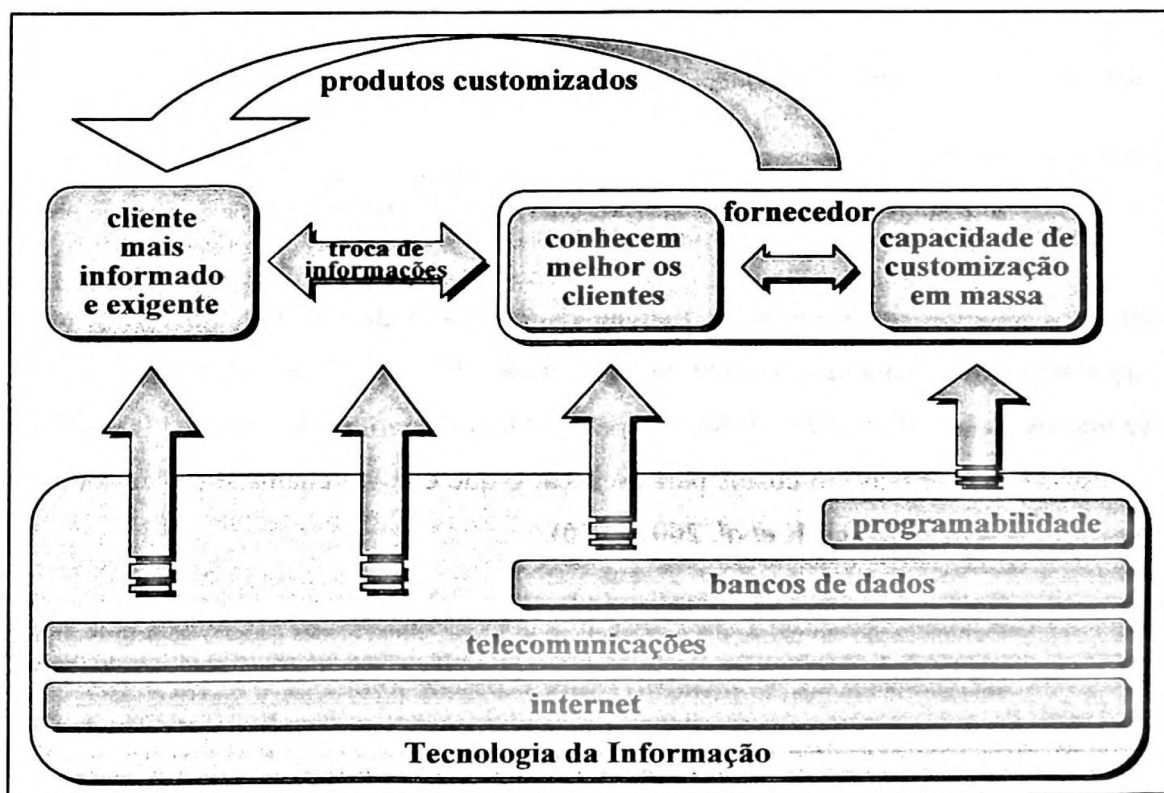 produtos customizados
cliente
mais
informado
e exigente
troca de
informações
fornecedor
conhecem
melhor os
clientes
capacidade de
customização
em massa
programabilidade
bancos de dados
telecomunicações
internet
Tecnologia da Informação